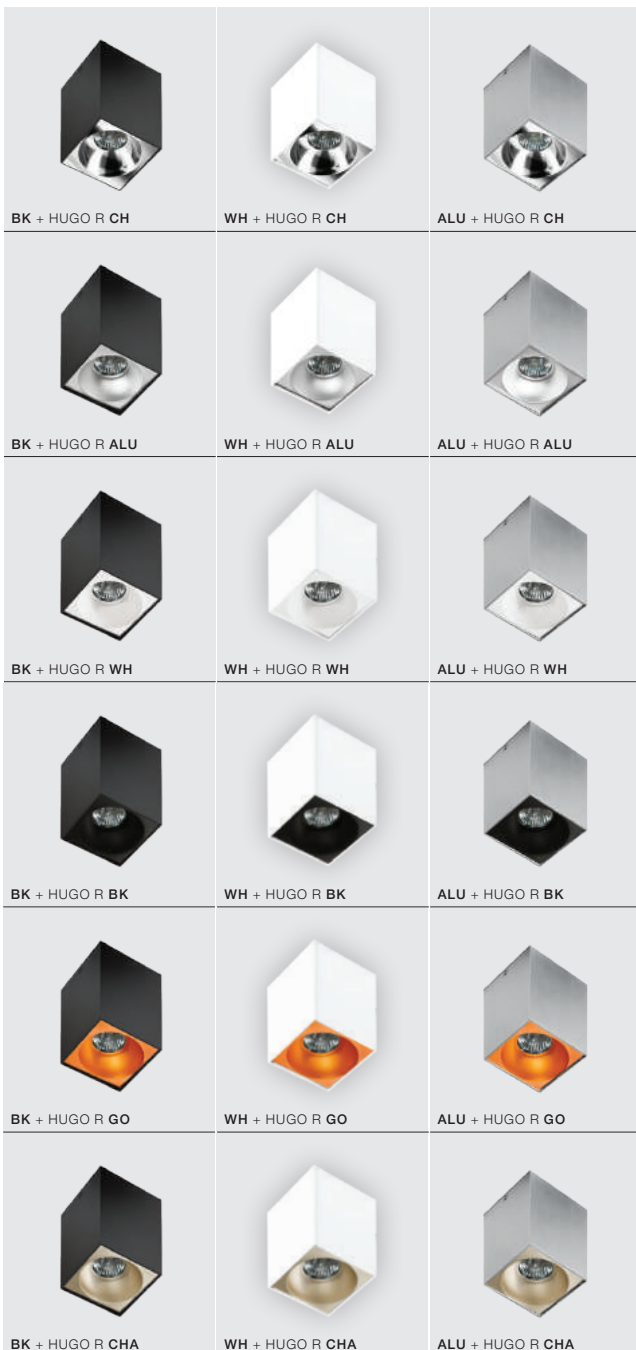 BK + HUGO R CH
WH + HUGO R CH
ALU + HUGO R CH
BK + HUGO R ALU
WH + HUGO R ALU
ALU + HUGO R ALU
BK + HUGO R WH
WH + HUGO R WH
ALU + HUGO R WH
BK + HUGO R BK
WH + HUGO R BK
ALU + HUGO R BK
BK + HUGO R GO
WH + HUGO R GO
ALU + HUGO R GO
BK + HUGO R CHA
WH + HUGO R CHA
ALU + HUGO R CHA